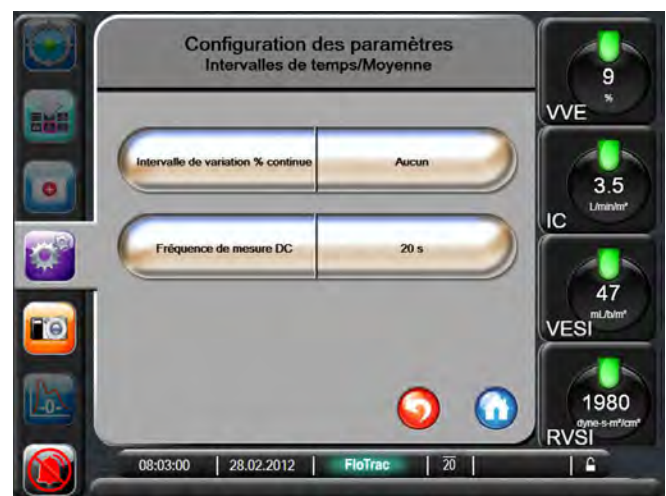 Configuration des paramètres
Intervalles de temps/Moyenne
Intervalle de variation % continue
Aucun
Fréquence de mesure DC
20 s
9
%
VVE
3.5
L/min/m²
IC
47
mL/b/m²
VESI
1980
dyne-s-m²/cm⁵
RVSI
-0-
08:03:00
28.02.2012
FloTrac
20